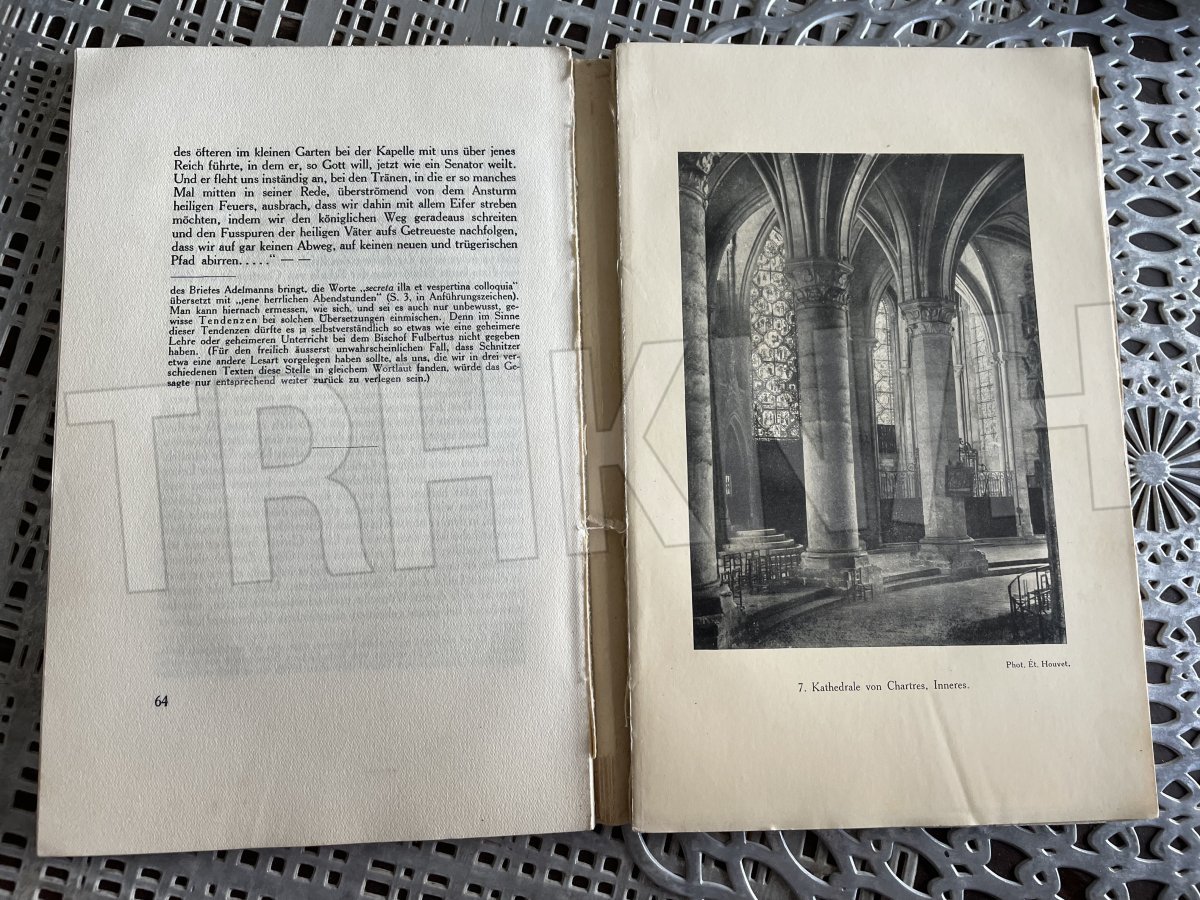 des öfteren im kleinen Garten bei der Kapelle mit uns über jenes
Reich führte, in dem er, so Gott will, jetzt wie ein Senator weilt.
Und er fleht uns inständig an, bei den Tränen, in die er so manches
Mal mitten in seiner Rede, überströmend von dem Ansturm
heiligen Feuers, ausbrach, dass wir dahin mit allem Eifer streben
möchten, indem wir den königlichen Weg geradeaus schreiten
und den Fusspuren der heiligen Väter aufs Getreueste nachfolgen,
dass wir auf gar keinen Abweg, auf keinen neuen und trügerischen
Pfad abirren.....“ — —
des Briefes Adelmanns bringt, die Worte „secreta illa et vespertina colloquia“
übersetzt mit „jene herrlichen Abendstunden“ (S. 3, in Anführungszeichen).
Man kann hiernach ermessen, wie sich, und sei es auch nur unbewusst, ge-
wisse Tendenzen bei solchen Übersetzungen einmischen. Denn im Sinne
dieser Tendenzen dürfte es ja selbstverständlich so etwas wie eine geheimere
Lehre oder geheimeren Unterricht bei dem Bischof Fulbertus nicht gegeben
haben. (Für den freilich äusserst unwahrscheinlichen Fall, dass Schnitzer
etwa eine andere Lesart vorgelegen haben sollte, als uns, die wir in drei ver-
schiedenen Texten diese Stelle in gleichem Wortlaut fanden, würde das Ge-
sagte nur entsprechend weiter zurück zu verlegen sein.)
64
Phot. Ét. Houvet.
7. Kathedrale von Chartres, Inneres.